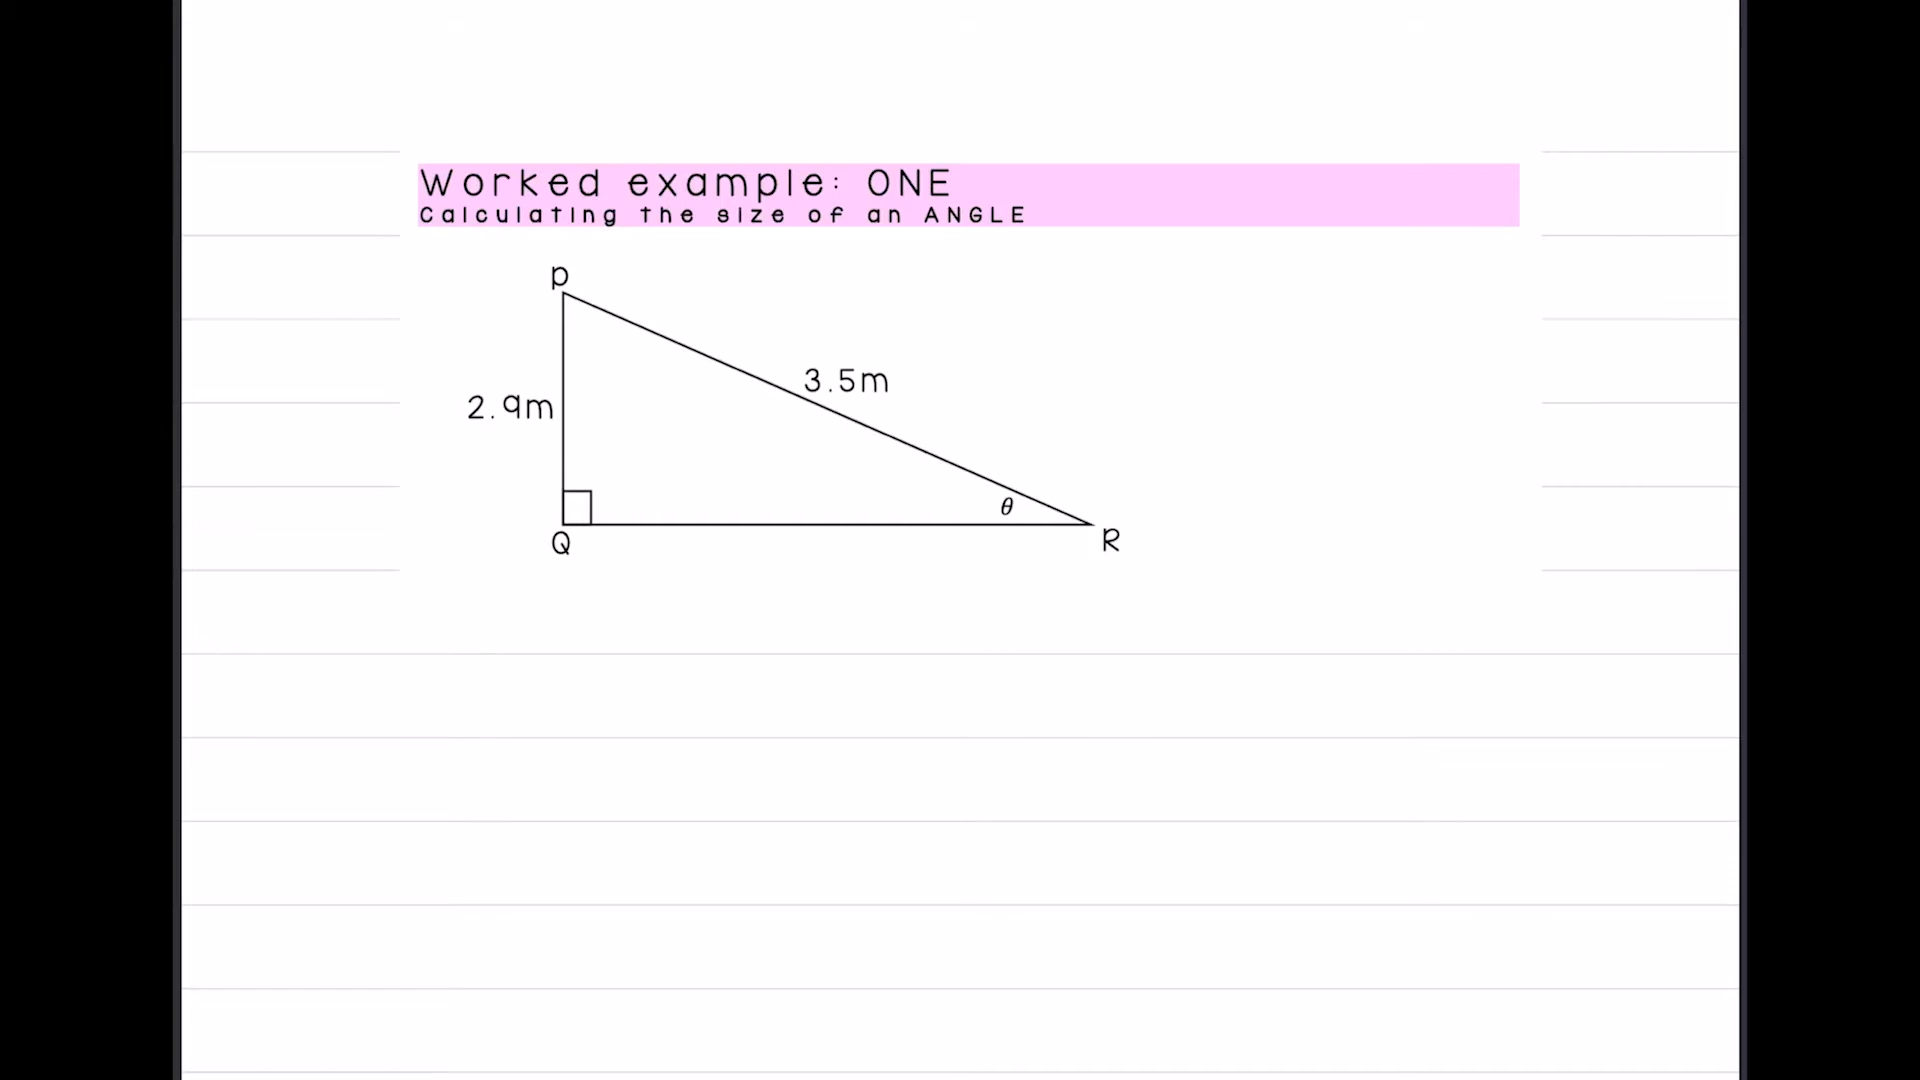 Worked example: ONE
Calculating the size of an ANGLE
P
3.5m
2.9m
θ
Q
R